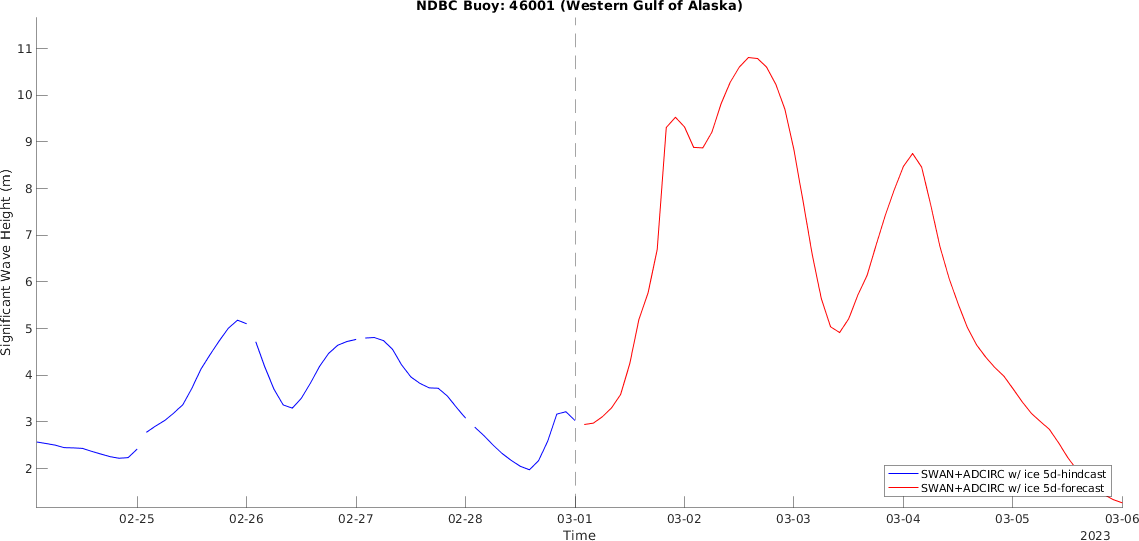 NDBC Buoy: 46001 (Western Gulf of Alaska)
11
10
9
8
7
6
5
4
3
2
Significant Wave Height (m)
SWAN+ADCIRC w/ ice 5d-hindcast
SWAN+ADCIRC w/ ice 5d-forecast
02-25 02-26 02-27 02-28 03-01 03-02 03-03 03-04 03-05 03-06
Time
2023